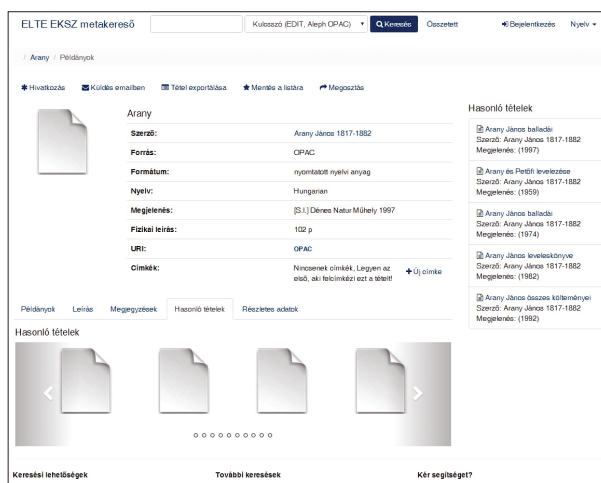 ELTE EKSZ metakereső
Kulcsszó (EDIT, Aleph OPAC)
Keresés
Összetett
Bejelentkezés
Nyelv
/ Arany / Példányok
Hivatkozás
Küldés emailben
Tétel exportálása
Mentés a listára
Megosztás
Arany
Szerző: Arany János 1817-1882
Forrás: OPAC
Formátum: nyomtatott nyelvi anyag
Nyelv: Hungarian
Megjelenés: [S.l.] Dénes Natur Műhely 1997
Fizikai leírás: 102 p
URI: OPAC
Címkék: Nincsenek címkék, Legyen az
első, aki felcímkézi ezt a tételt!
Új címke
Hasonló tételek
Arany János balladái
Szerző: Arany János 1817-1882
Megjelenés: (1997)
Arany és Petőfi levelezése
Szerző: Arany János 1817-1882
Megjelenés: (1959)
Arany János balladái
Szerző: Arany János 1817-1882
Megjelenés: (1974)
Arany János leveleskönyve
Szerző: Arany János 1817-1882
Megjelenés: (1982)
Arany János összes költeményei
Szerző: Arany János 1817-1882
Megjelenés: (1992)
Példányok
Leírás
Megjegyzések
Hasonló tételek
Részletes adatok
Hasonló tételek
Keresési lehetőségek
További keresések
Kér segítséget?